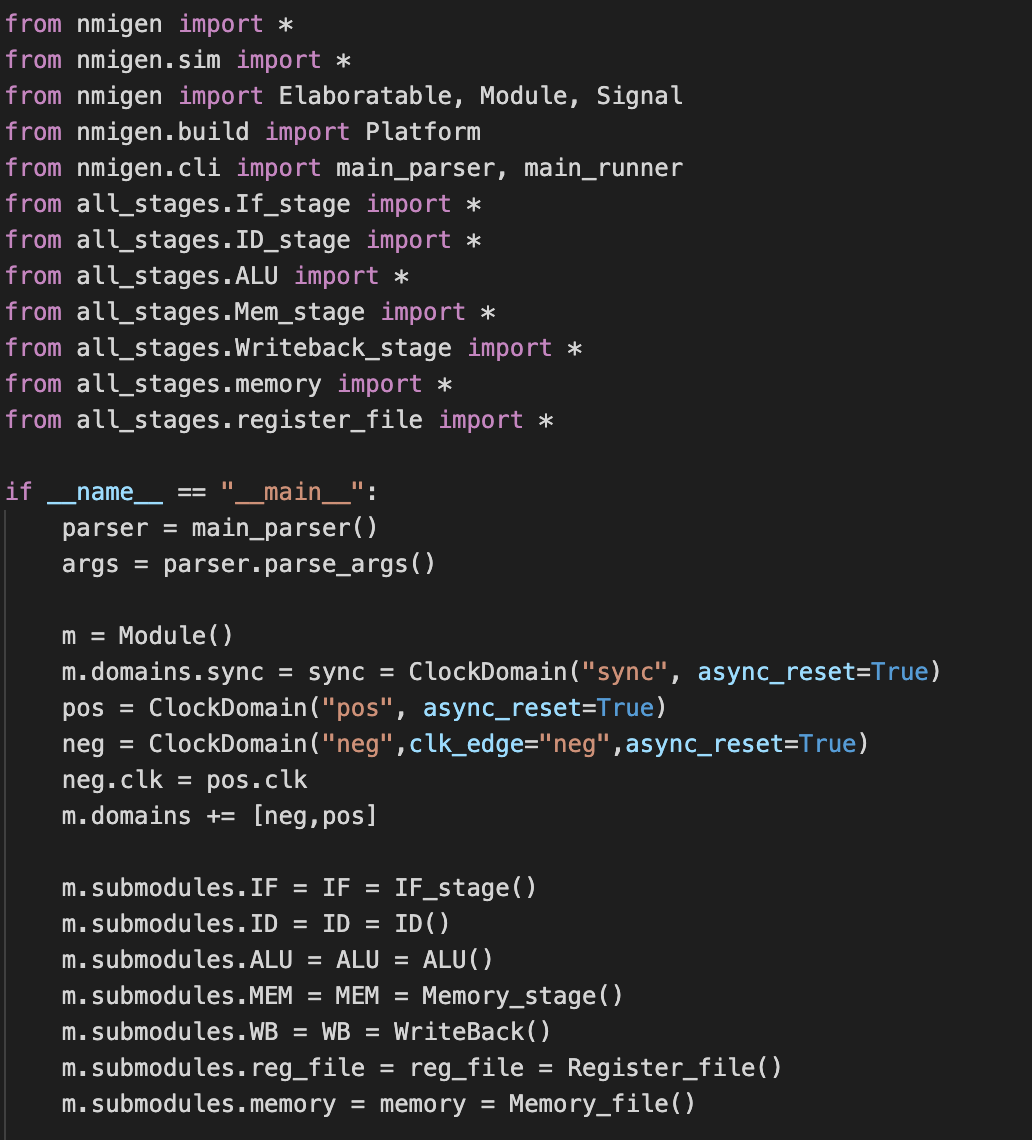 from nmigen import *
from nmigen.sim import *
from nmigen import Elaboratable, Module, Signal
from nmigen.build import Platform
from nmigen.cli import main_parser, main_runner
from all_stages.If_stage import *
from all_stages.ID_stage import *
from all_stages.ALU import *
from all_stages.Mem_stage import *
from all_stages.Writeback_stage import *
from all_stages.memory import *
from all_stages.register_file import *
if __name__ == "__main__":
parser = main_parser()
args = parser.parse_args()
m = Module()
m.domains.sync = sync = ClockDomain("sync", async_reset=True)
pos = ClockDomain("pos", async_reset=True)
neg = ClockDomain("neg",clk_edge="neg",async_reset=True)
neg.clk = pos.clk
m.domains += [neg,pos]
m.submodules.IF = IF = IF_stage()
m.submodules.ID = ID = ID()
m.submodules.ALU = ALU = ALU()
m.submodules.MEM = MEM = Memory_stage()
m.submodules.WB = WB = WriteBack()
m.submodules.reg_file = reg_file = Register_file()
m.submodules.memory = memory = Memory_file()